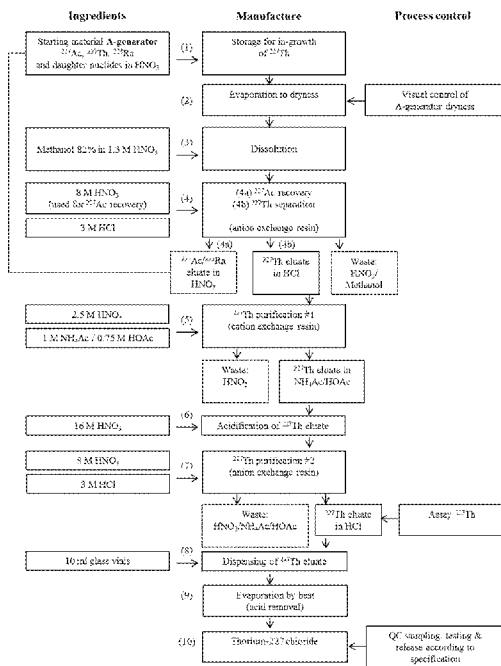 Ingredients
Manufacture
Process control
Starting material A-generator
²²⁷Ac, ²²⁷Th, ²²³Ra
and daughter nuclides in HNO₃
(1)
Storage for in-growth
of ²²⁷Th
(2)
Evaporation to dryness
Visual control of
A-generator dryness
Methanol 82% in 1.3 M HNO₃
(3)
Dissolution
8 M HNO₃
(used for ²²⁷Ac recovery)
3 M HCl
(4)
(4a) ²²⁷Ac recovery
(4b) ²²⁷Th separation
(anion exchange resin)
(4a)
(4b)
²²⁷Ac/²²³Ra
eluate in
HNO₃
²²⁷Th eluate
in HCl
Waste:
HNO₃/
Methanol
2.5 M HNO₃
1 M NH₄Ac / 0.75 M HOAc
(5)
²²⁷Th purification #1
(cation exchange resin)
Waste:
HNO₃
²²⁷Th eluate in
NH₄Ac/HOAc
16 M HNO₃
(6)
Acidification of ²²⁷Th eluate
8 M HNO₃
3 M HCl
(7)
²²⁷Th purification #2
(anion exchange resin)
Waste:
HNO₃/NH₄Ac/HOAc
²²⁷Th eluate
in HCl
Assay ²²⁷Th
10 ml glass vials
(8)
Dispensing of ²²⁷Th eluate
(9)
Evaporation by heat
(acid removal)
(10)
Thorium-227 chloride
QC sampling, testing &
release according to
specification